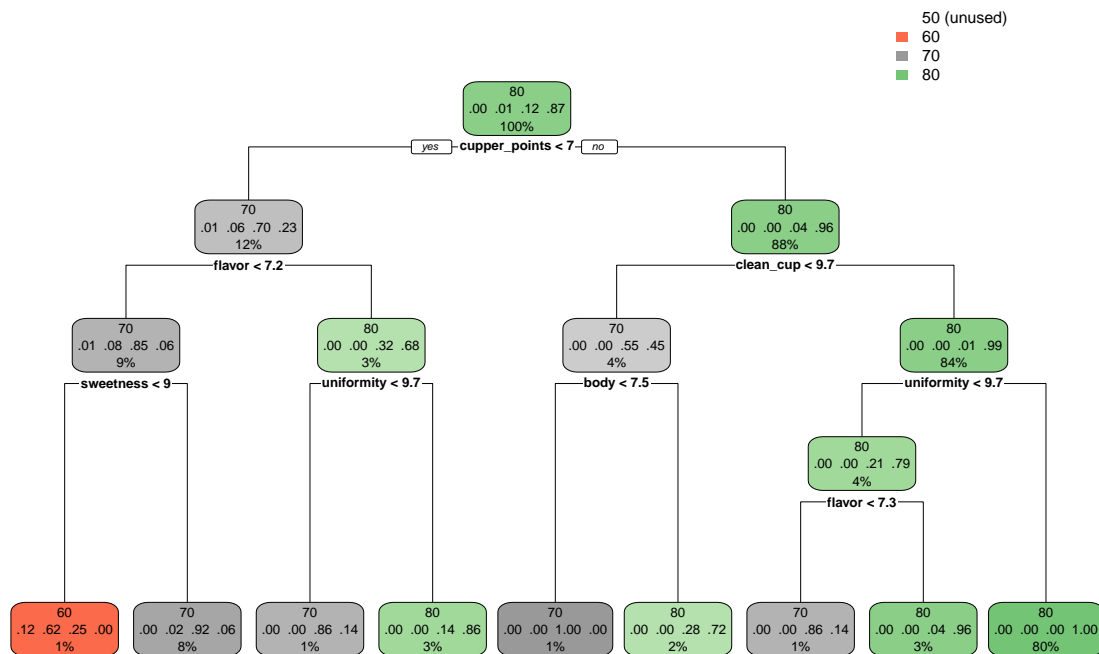 50 (unused)
60
70
80
80
.00 .01 .12 .87
100%
yes cupper_points < 7 no
70
.01 .06 .70 .23
12%
flavor < 7.2
80
.00 .00 .04 .96
88%
clean_cup < 9.7
70
.01 .08 .85 .06
9%
sweetness < 9
80
.00 .00 .32 .68
3%
uniformity < 9.7
70
.00 .00 .55 .45
4%
body < 7.5
80
.00 .00 .01 .99
84%
uniformity < 9.7
80
.00 .00 .21 .79
4%
flavor < 7.3
60
.12 .62 .25 .00
1%
70
.00 .02 .92 .06
8%
70
.00 .00 .86 .14
1%
80
.00 .00 .14 .86
3%
70
.00 .00 1.00 .00
1%
80
.00 .00 .28 .72
2%
70
.00 .00 .86 .14
1%
80
.00 .00 .04 .96
3%
80
.00 .00 .00 1.00
80%